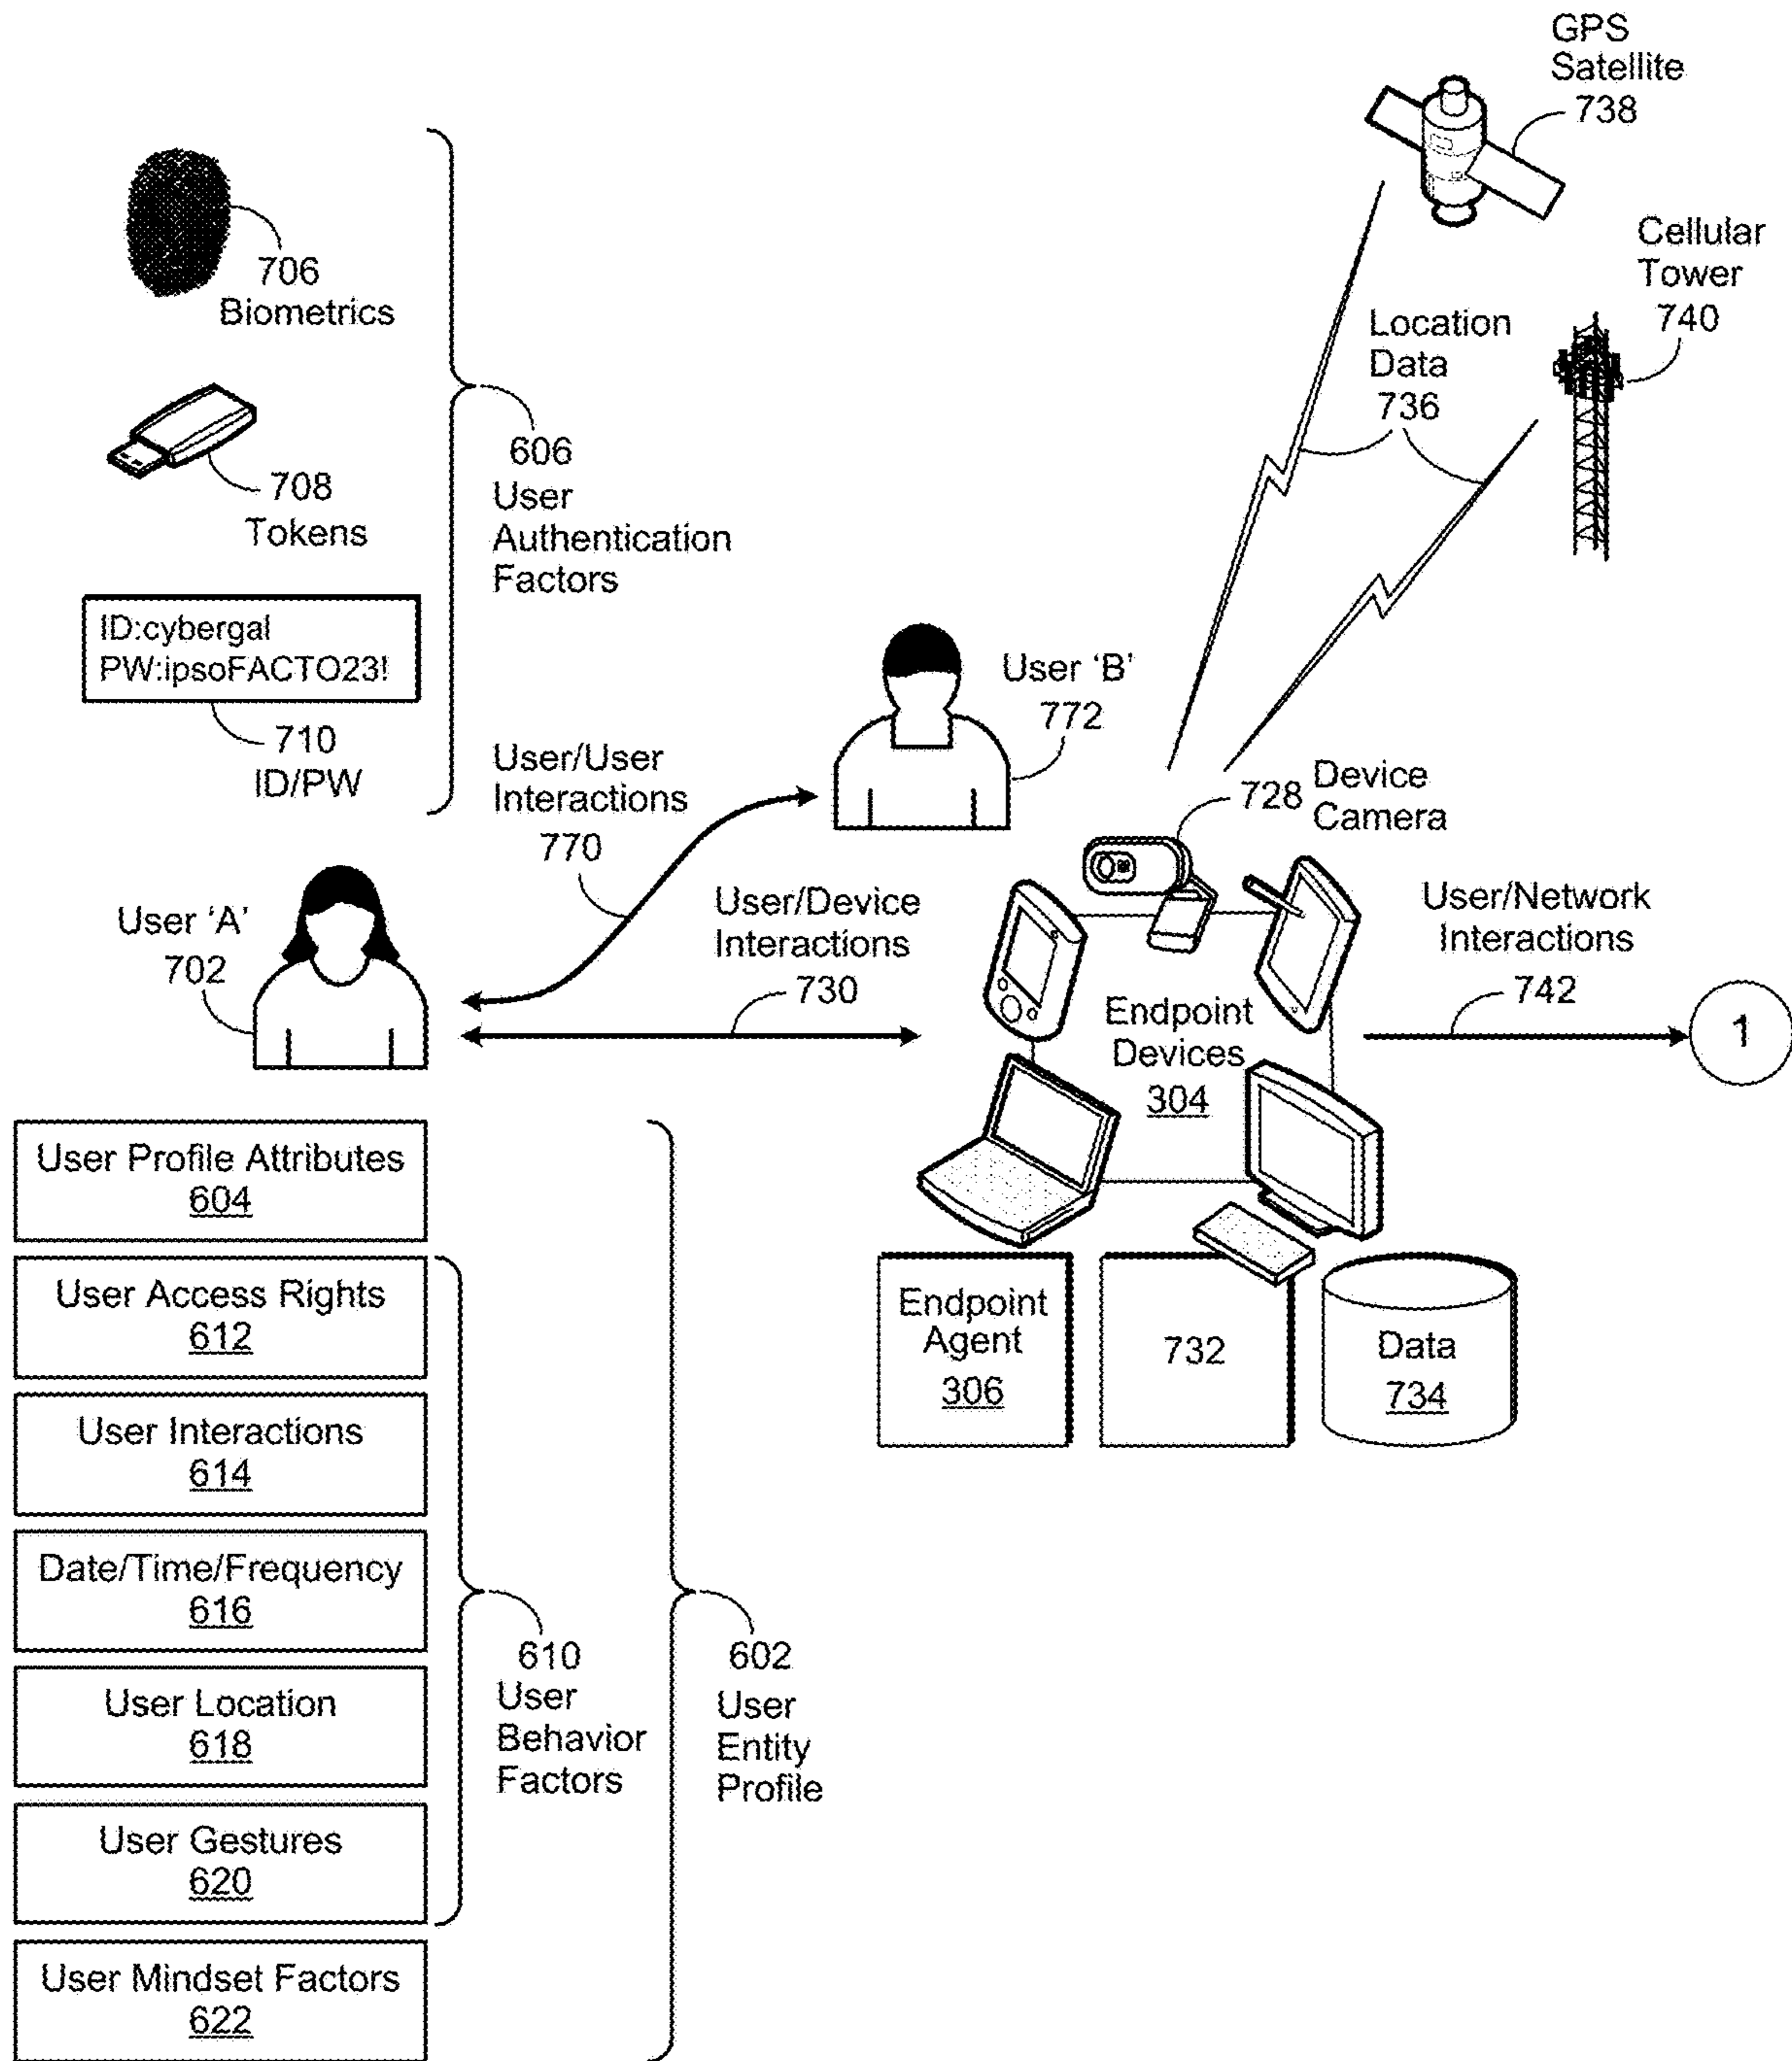 GPS
Satellite
738
Cellular
Tower
740
Location
Data
736
706
Biometrics
708
Tokens
ID:cybergal
PW:ipsoFACTO23!
710
ID/PW
606
User
Authentication
Factors
User 'B'
772
User/User
Interactions
770
728 Device
Camera
User 'A'
702
User/Device
Interactions
730
User/Network
Interactions
742
1
Endpoint
Devices
304
Endpoint
Agent
306
732
Data
734
User Profile Attributes
604
User Access Rights
612
User Interactions
614
Date/Time/Frequency
616
User Location
618
User Gestures
620
User Mindset Factors
622
610
User
Behavior
Factors
602
User
Entity
Profile